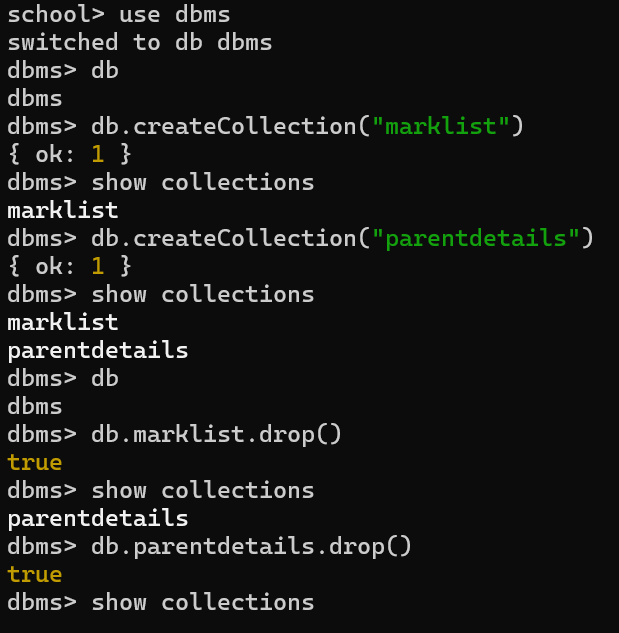 school> use dbms
switched to db dbms
dbms> db
dbms
dbms> db.createCollection("marklist")
{ ok: 1 }
dbms> show collections
marklist
dbms> db.createCollection("parentdetails")
{ ok: 1 }
dbms> show collections
marklist
parentdetails
dbms> db
dbms
dbms> db.marklist.drop()
true
dbms> show collections
parentdetails
dbms> db.parentdetails.drop()
true
dbms> show collections